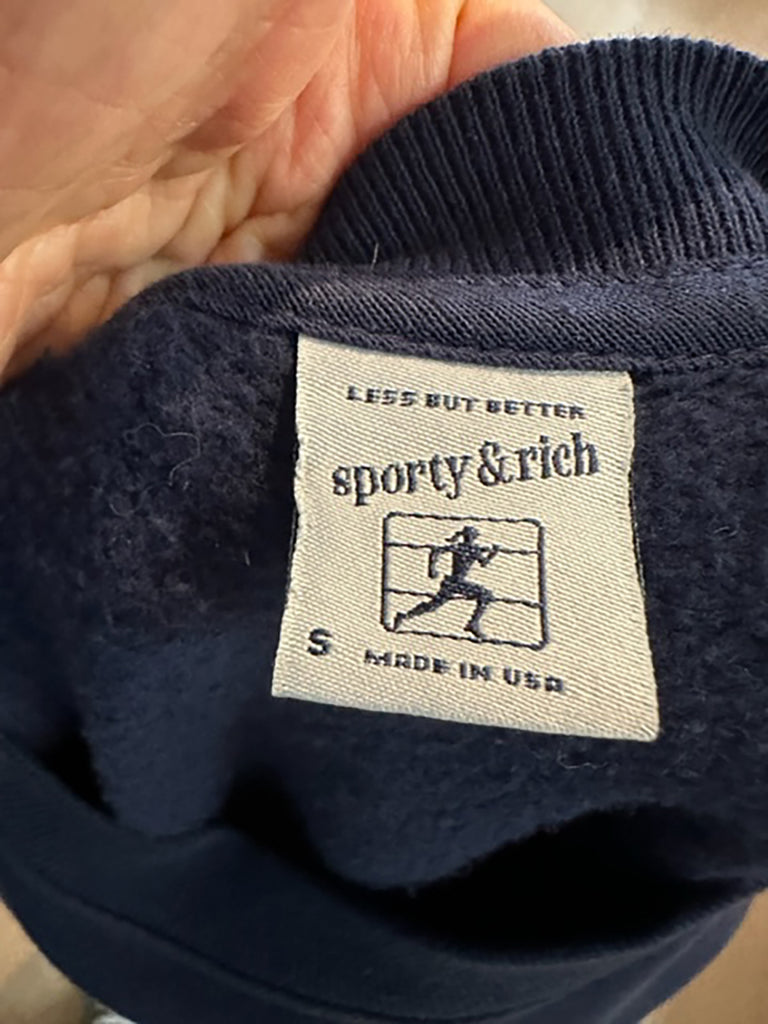 LESS BUT BETTER
sporty & rich
S
MADE IN USA